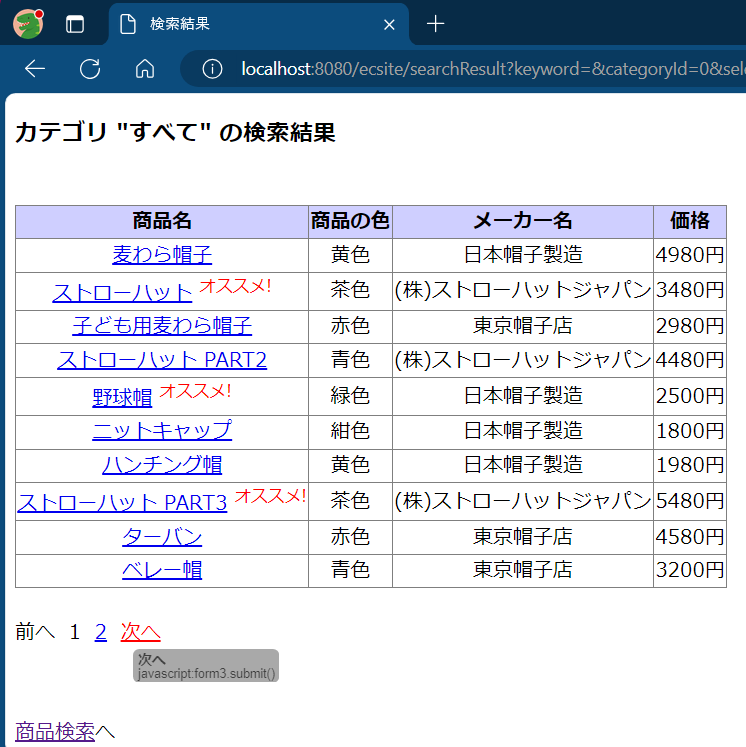 検索結果
localhost:8080/ecsite/searchResult?keyword=&categoryId=0&sele
カテゴリ "すべて" の検索結果
商品名 商品の色 メーカー名 価格
麦わら帽子 黄色 日本帽子製造 4980円
ストローハット オススメ! 茶色 (株)ストローハットジャパン 3480円
子ども用麦わら帽子 赤色 東京帽子店 2980円
ストローハット PART2 青色 (株)ストローハットジャパン 4480円
野球帽 オススメ! 緑色 日本帽子製造 2500円
ニットキャップ 紺色 日本帽子製造 1800円
ハンチング帽 黄色 日本帽子製造 1980円
ストローハット PART3 オススメ! 茶色 (株)ストローハットジャパン 5480円
ターバン 赤色 東京帽子店 4580円
ベレー帽 青色 東京帽子店 3200円
前へ 1 2 次へ
次へ
javascript:form3.submit()
商品検索へ